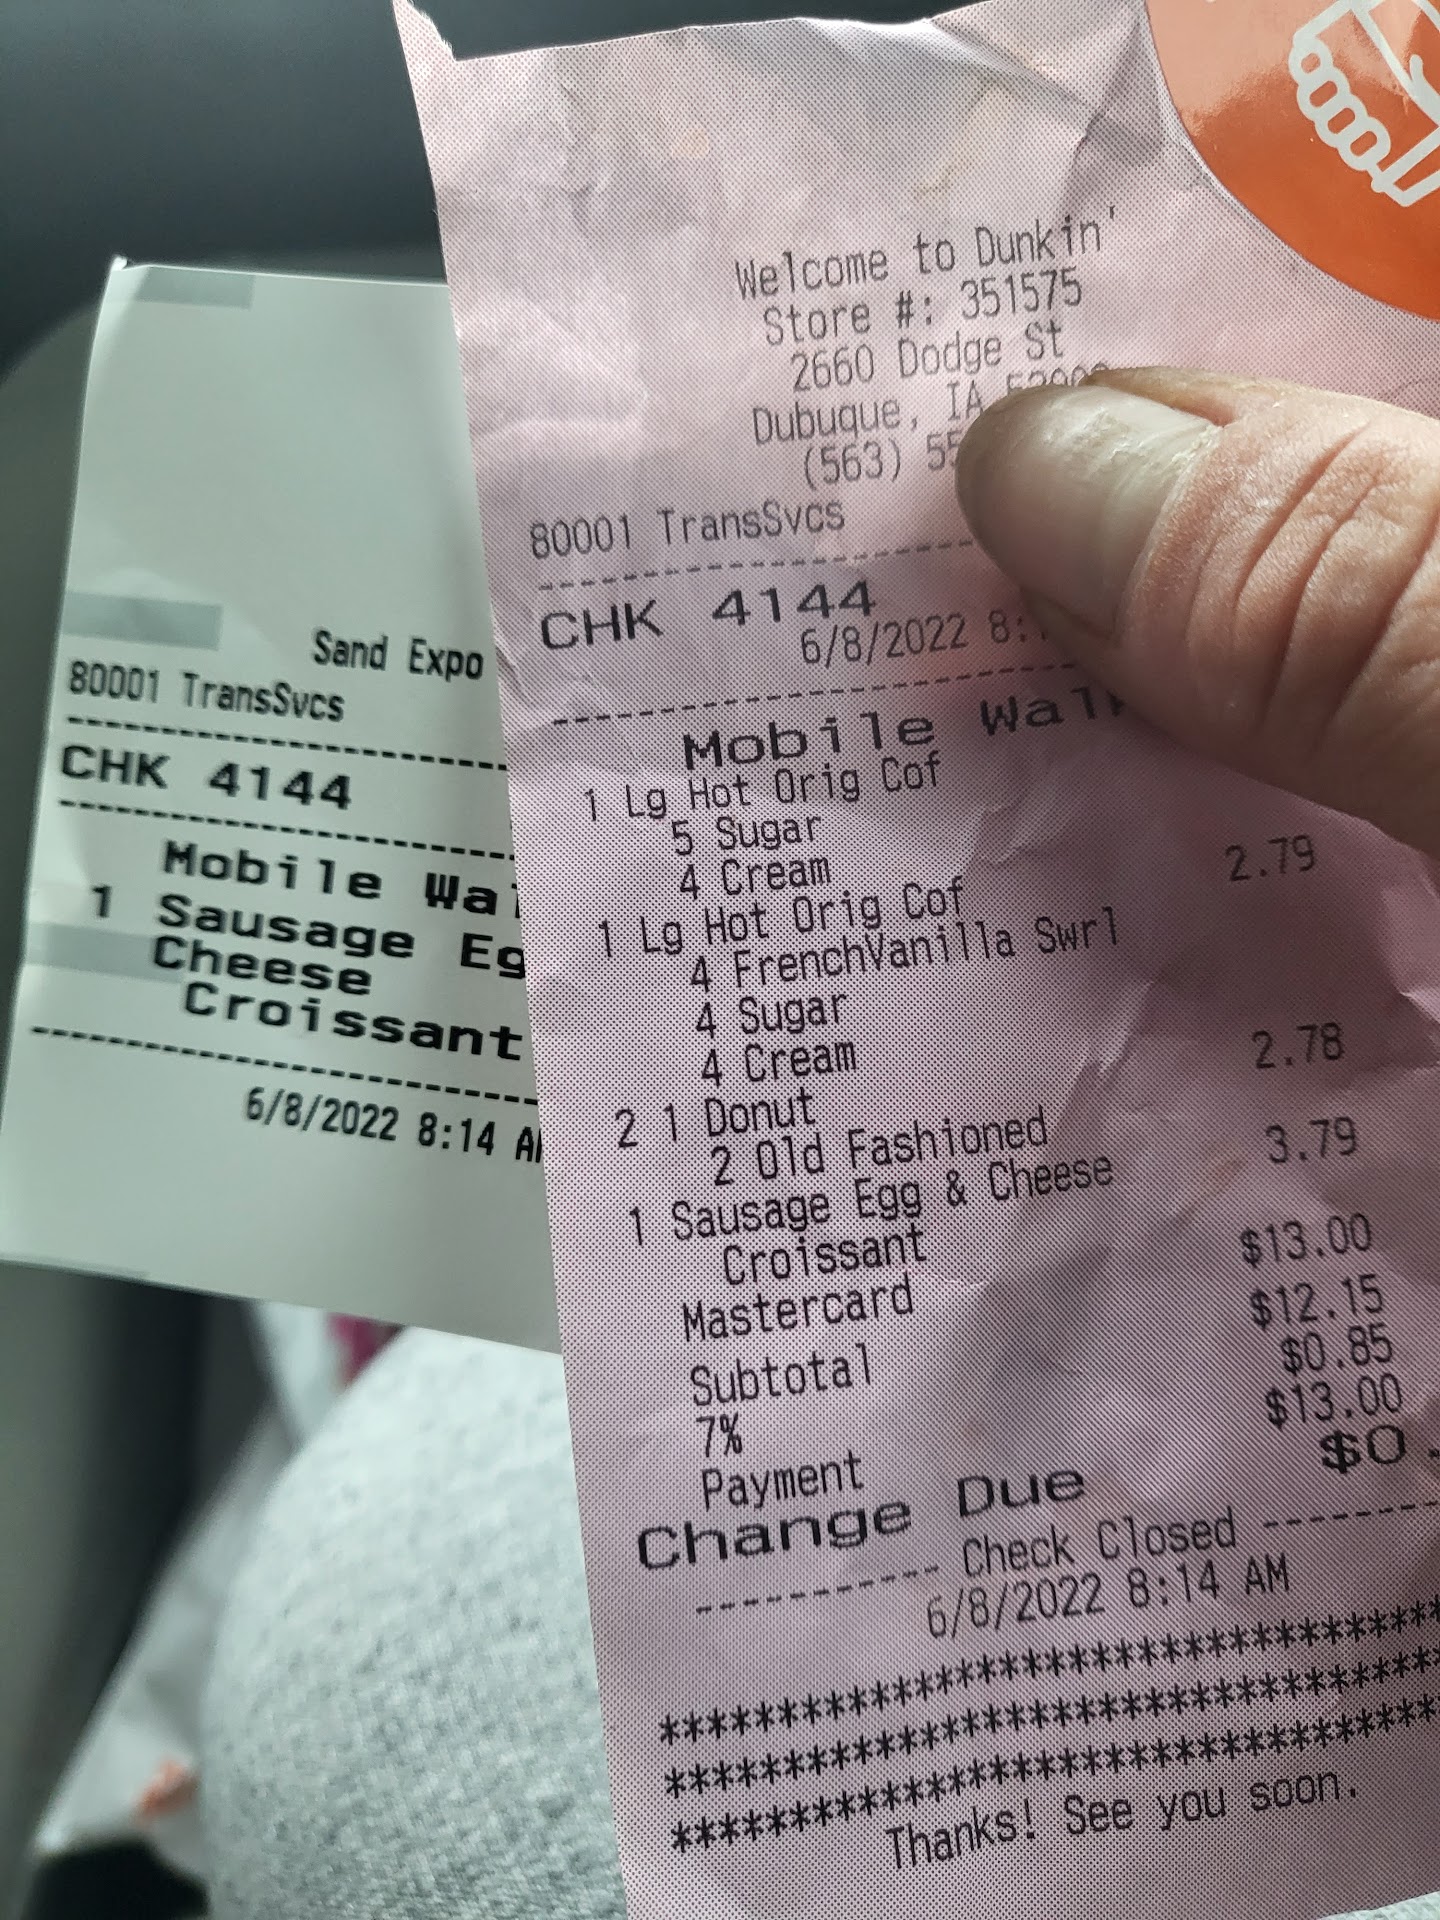 Welcome to Dunkin'
Store #: 351575
2660 Dodge St
Dubuque, IA
(563)
80001 TransSvcs
CHK 4144
6/8/2022
Mobile
1 Lg Hot Orig Cof
5 Sugar
4 Cream 2.79
1 Lg Hot Orig Cof
4 FrenchVanilla Swrl
4 Sugar
4 Cream 2.78
2 1 Donut
2 Old Fashioned
1 Sausage Egg & Cheese 3.79
Croissant
Mastercard $13.00
Subtotal $12.15
7% $0.85
Payment $13.00
Change Due
---------- Check Closed ----------
6/8/2022 8:14 AM
****************************************
****************************************
****************************************
Thanks! See you soon.
Sand Expo
80001 TransSvcs
CHK 4144
Mobile
1 Sausage
Cheese
Croissant
6/8/2022 8:14